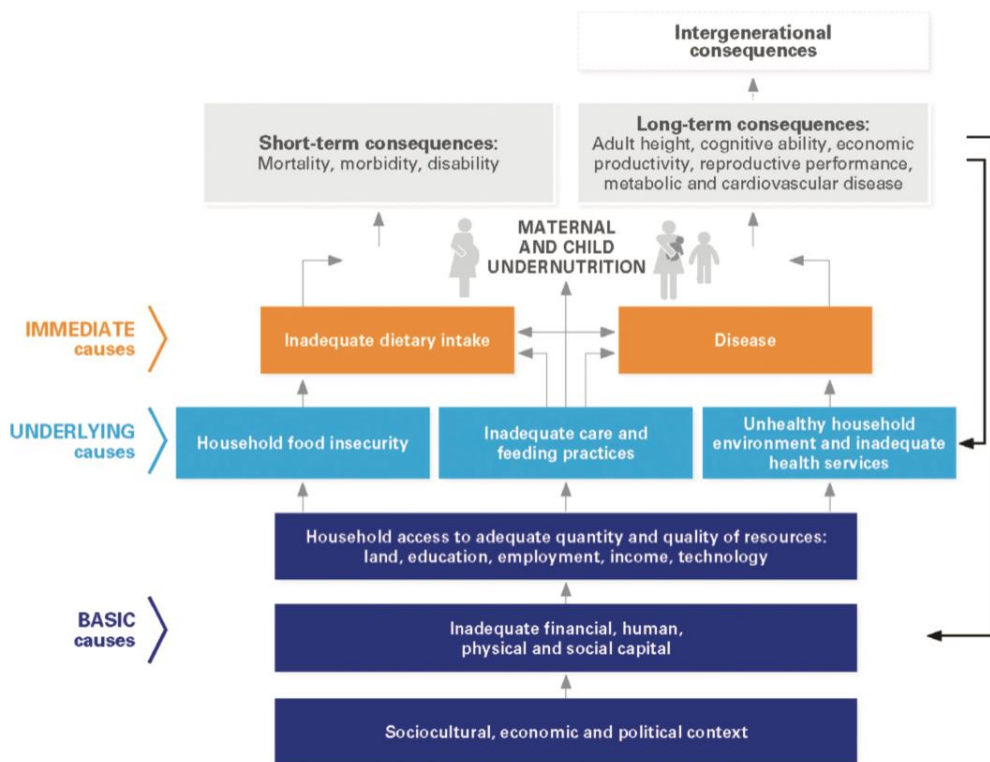 Intergenerational
consequences
Short-term consequences:
Mortality, morbidity, disability
Long-term consequences:
Adult height, cognitive ability, economic
productivity, reproductive performance,
metabolic and cardiovascular disease
MATERNAL
AND CHILD
UNDERNUTRITION
IMMEDIATE
causes
Inadequate dietary intake
Disease
UNDERLYING
causes
Household food insecurity
Inadequate care and
feeding practices
Unhealthy household
environment and inadequate
health services
Household access to adequate quantity and quality of resources:
land, education, employment, income, technology
BASIC
causes
Inadequate financial, human,
physical and social capital
Sociocultural, economic and political context